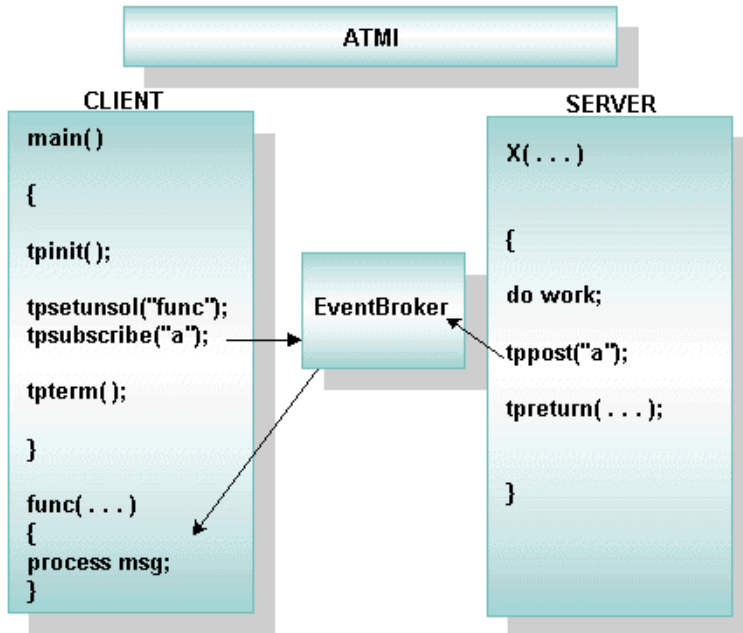 ATMI
CLIENT
main( )
{
tpinit( );
tpsetunsol("func");
tpsubscribe("a");
tpterm( );
}
func( . . . )
{
process msg;
}
EventBroker
SERVER
X( . . . )
{
do work;
tppost("a");
tpreturn( . . . );
}